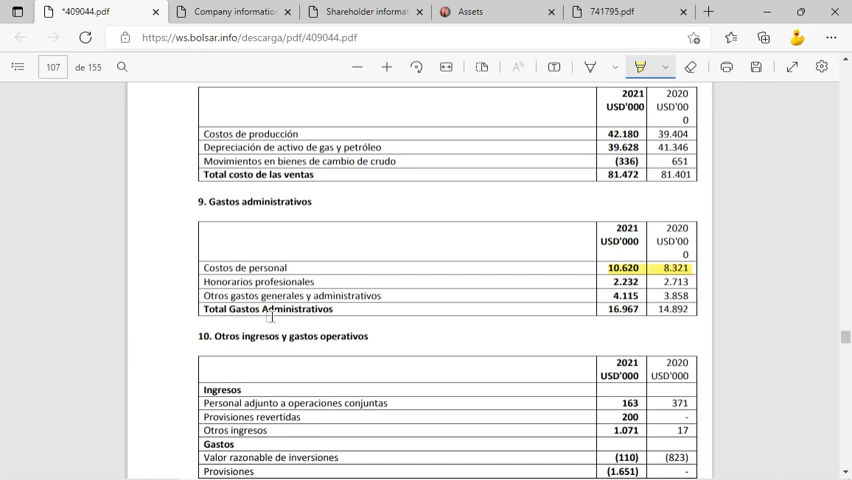 *409044.pdf
Company information
Shareholder informat
Assets
741795.pdf
https://ws.bolsar.info/descarga/pdf/409044.pdf
107 de 155
2021 2020
USD'000 USD'00
0
Costos de producción 42.180 39.404
Depreciación de activo de gas y petróleo 39.628 41.346
Movimientos en bienes de cambio de crudo (336) 651
Total costo de las ventas 81.472 81.401
9. Gastos administrativos
2021 2020
USD'000 USD'00
0
Costos de personal 10.620 8.321
Honorarios profesionales 2.232 2.713
Otros gastos generales y administrativos 4.115 3.858
Total Gastos Administrativos 16.967 14.892
10. Otros ingresos y gastos operativos
2021 2020
USD'000 USD'000
Ingresos
Personal adjunto a operaciones conjuntas 163 371
Provisiones revertidas 200 -
Otros ingresos 1.071 17
Gastos
Valor razonable de inversiones (110) (823)
Provisiones (1.651) -